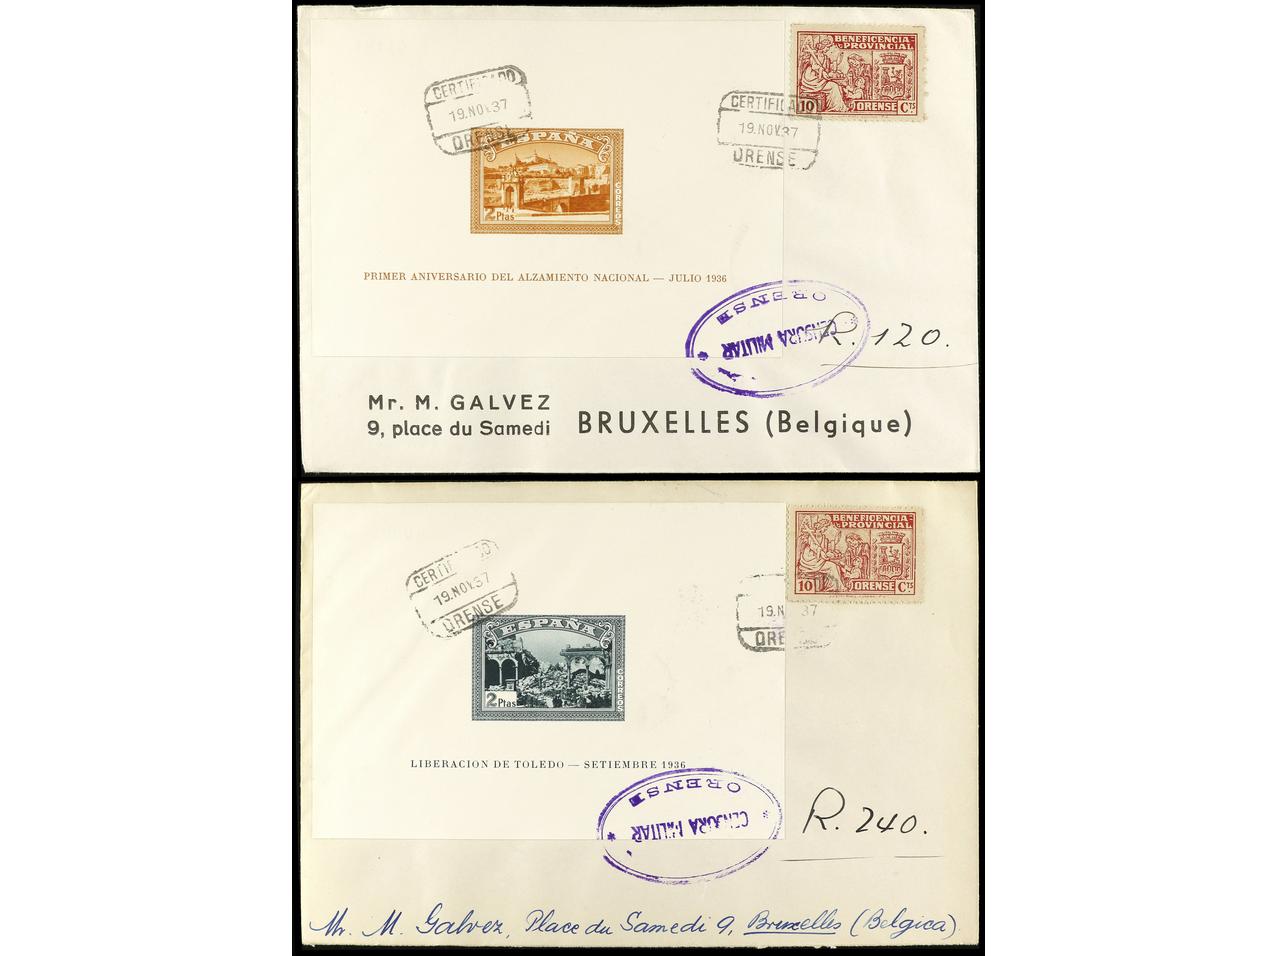 BENEFICENCIA
PROVINCIAL
10 ORENSE CTS
CERTIFICADO
19.NOV.37
ORENSE
CERTIFICA
19.NOV.37
ORENSE
ESPAÑA
CORREOS
2 Ptas
PRIMER ANIVERSARIO DEL ALZAMIENTO NACIONAL — JULIO 1936
CENSURA MILITAR
ORENSE
R. 120.
Mr. M. GALVEZ
9, place du Samedi BRUXELLES (Belgique)
BENEFICENCIA
PROVINCIAL
10 ORENSE CTS
19.NOV.37
ORENSE
19.N 37
ORE
ESPAÑA
CORREOS
2 Ptas
LIBERACION DE TOLEDO — SETIEMBRE 1936
CENSURA MILITAR
ORENSE
R. 240.
Mr. M. Galvez, Place du Samedi 9, Bruxelles (Belgica).